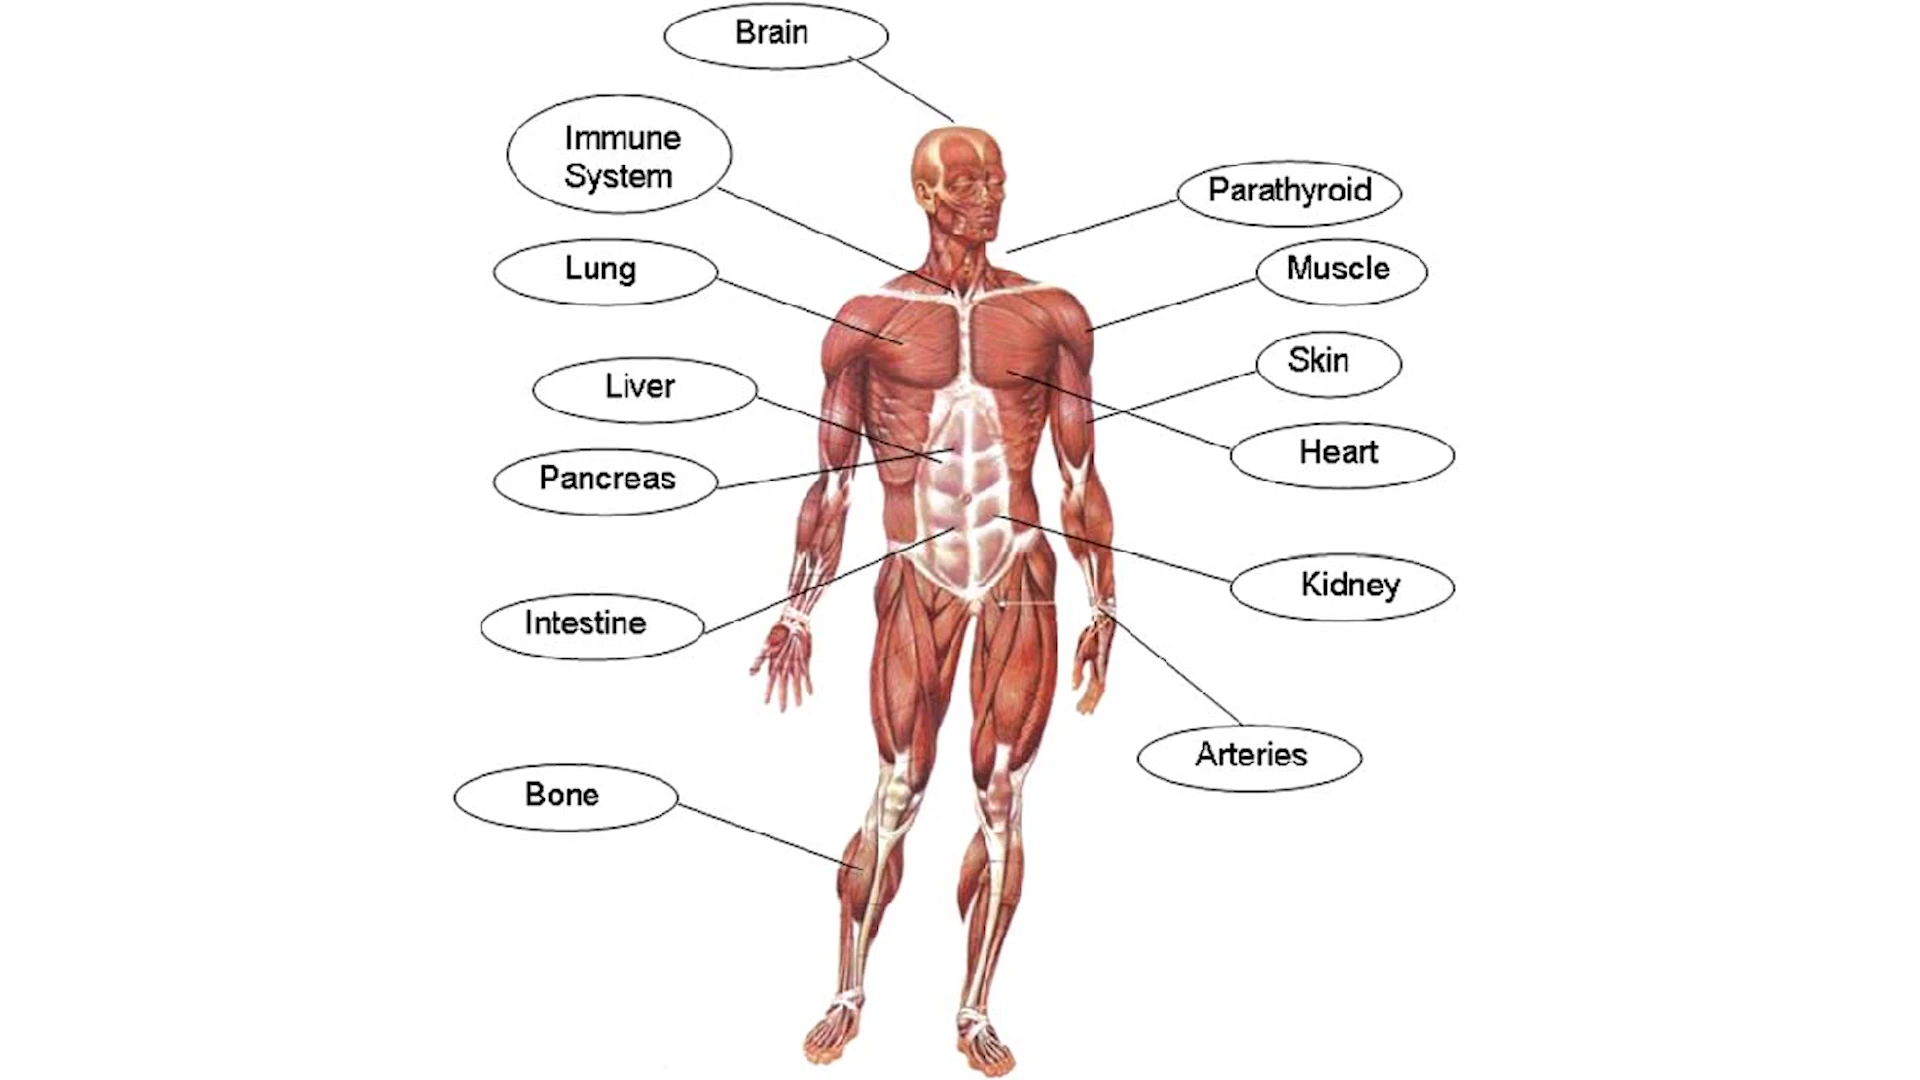 Brain
Immune
System
Parathyroid
Lung
Muscle
Skin
Liver
Heart
Pancreas
Kidney
Intestine
Arteries
Bone